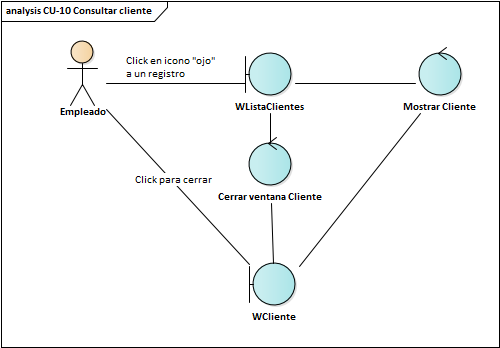 analysis CU-10 Consultar cliente
Click en icono "ojo"
a un registro
Empleado
WListaClientes
Mostrar Cliente
Click para cerrar
Cerrar ventana Cliente
WCliente